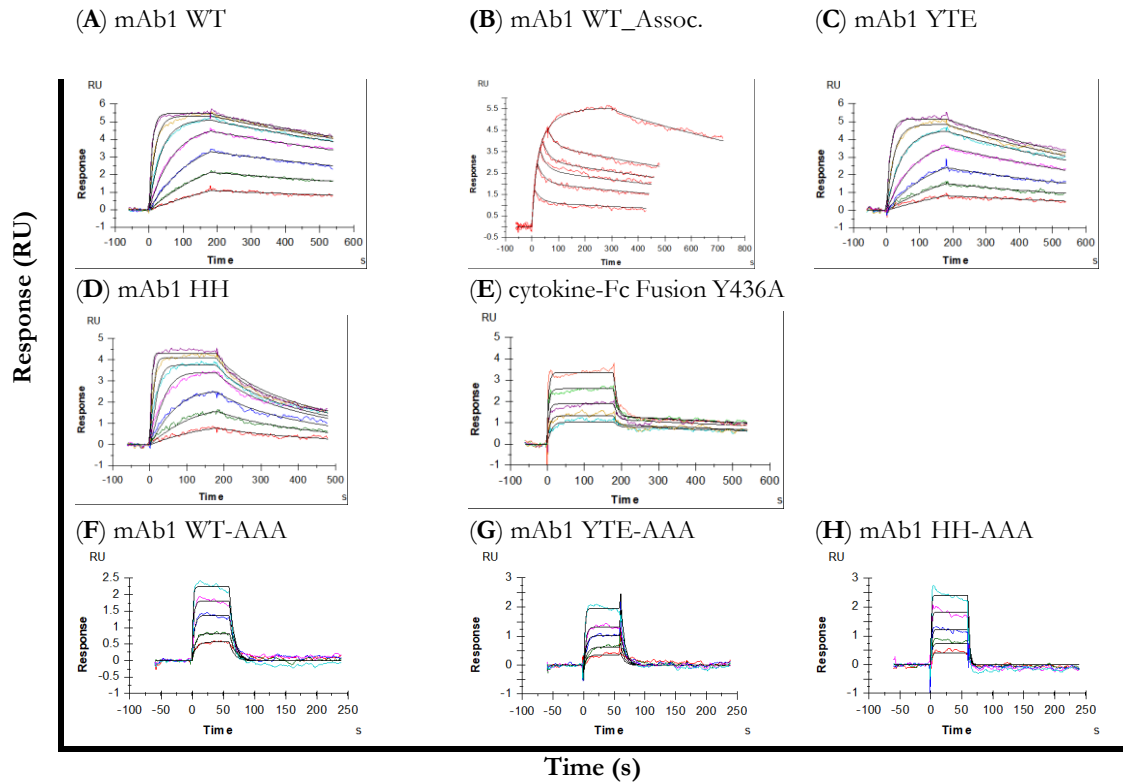 (A) mAb1 WT
(B) mAb1 WT_Assoc.
(C) mAb1 YTE
Response (RU)
RU
Response
6
5
4
3
2
1
0
-1
-100 0 100 200 300 400 500 600
Time
s
RU
Response
5.5
4.5
3.5
2.5
1.5
0.5
-0.5
-100 0 100 200 300 400 500 600 700 800
Time
s
RU
Response
6
5
4
3
2
1
0
-1
-100 0 100 200 300 400 500 600
Time
s
(D) mAb1 HH
(E) cytokine-Fc Fusion Y436A
RU
Response
5
4
3
2
1
0
-1
-100 0 100 200 300 400 500
Time
s
RU
Response
5
4
3
2
1
0
-1
-100 0 100 200 300 400 500 600
Time
s
(F) mAb1 WT-AAA
(G) mAb1 YTE-AAA
(H) mAb1 HH-AAA
RU
Response
2.5
2
1.5
1
0.5
0
-0.5
-1
-100 -50 0 50 100 150 200 250
Time
s
RU
Response
3
2
1
0
-1
-100 -50 0 50 100 150 200 250
Time
s
RU
Response
3
2
1
0
-1
-100 -50 0 50 100 150 200 250
Time
s
Time (s)